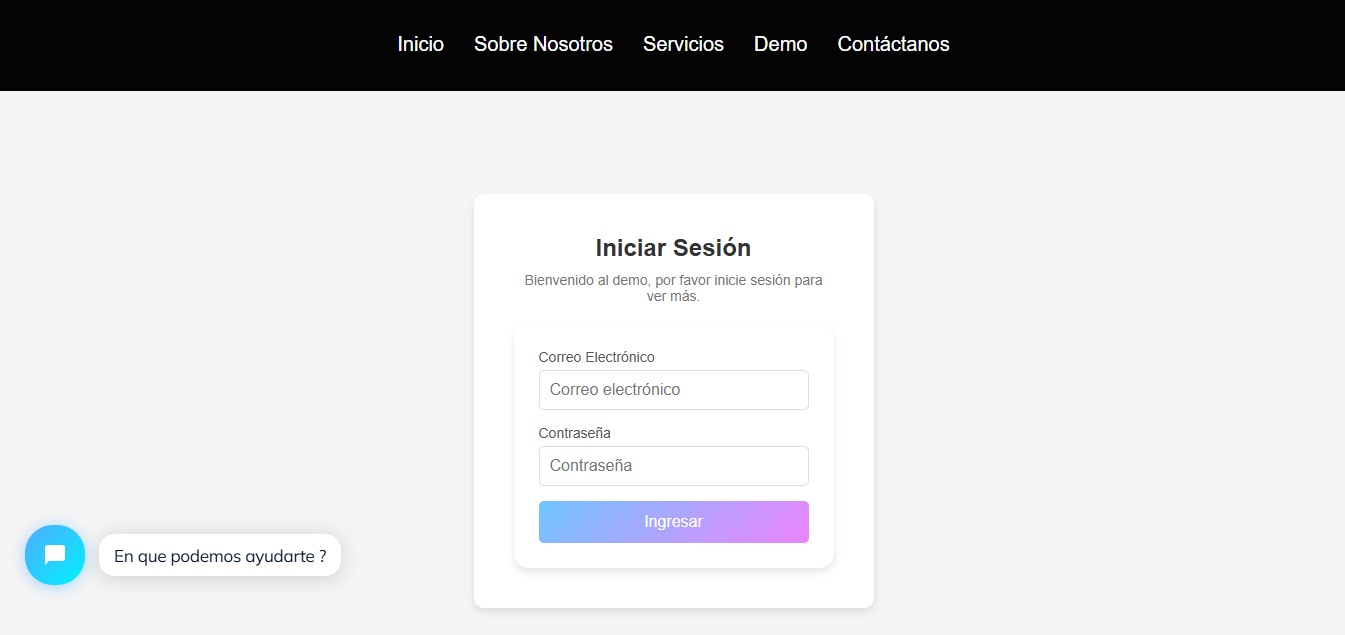 Inicio Sobre Nosotros Servicios Demo Contáctanos
Iniciar Sesión
Bienvenido al demo, por favor inicie sesión para
ver más.
Correo Electrónico
Correo electrónico
Contraseña
Contraseña
Ingresar
En que podemos ayudarte ?